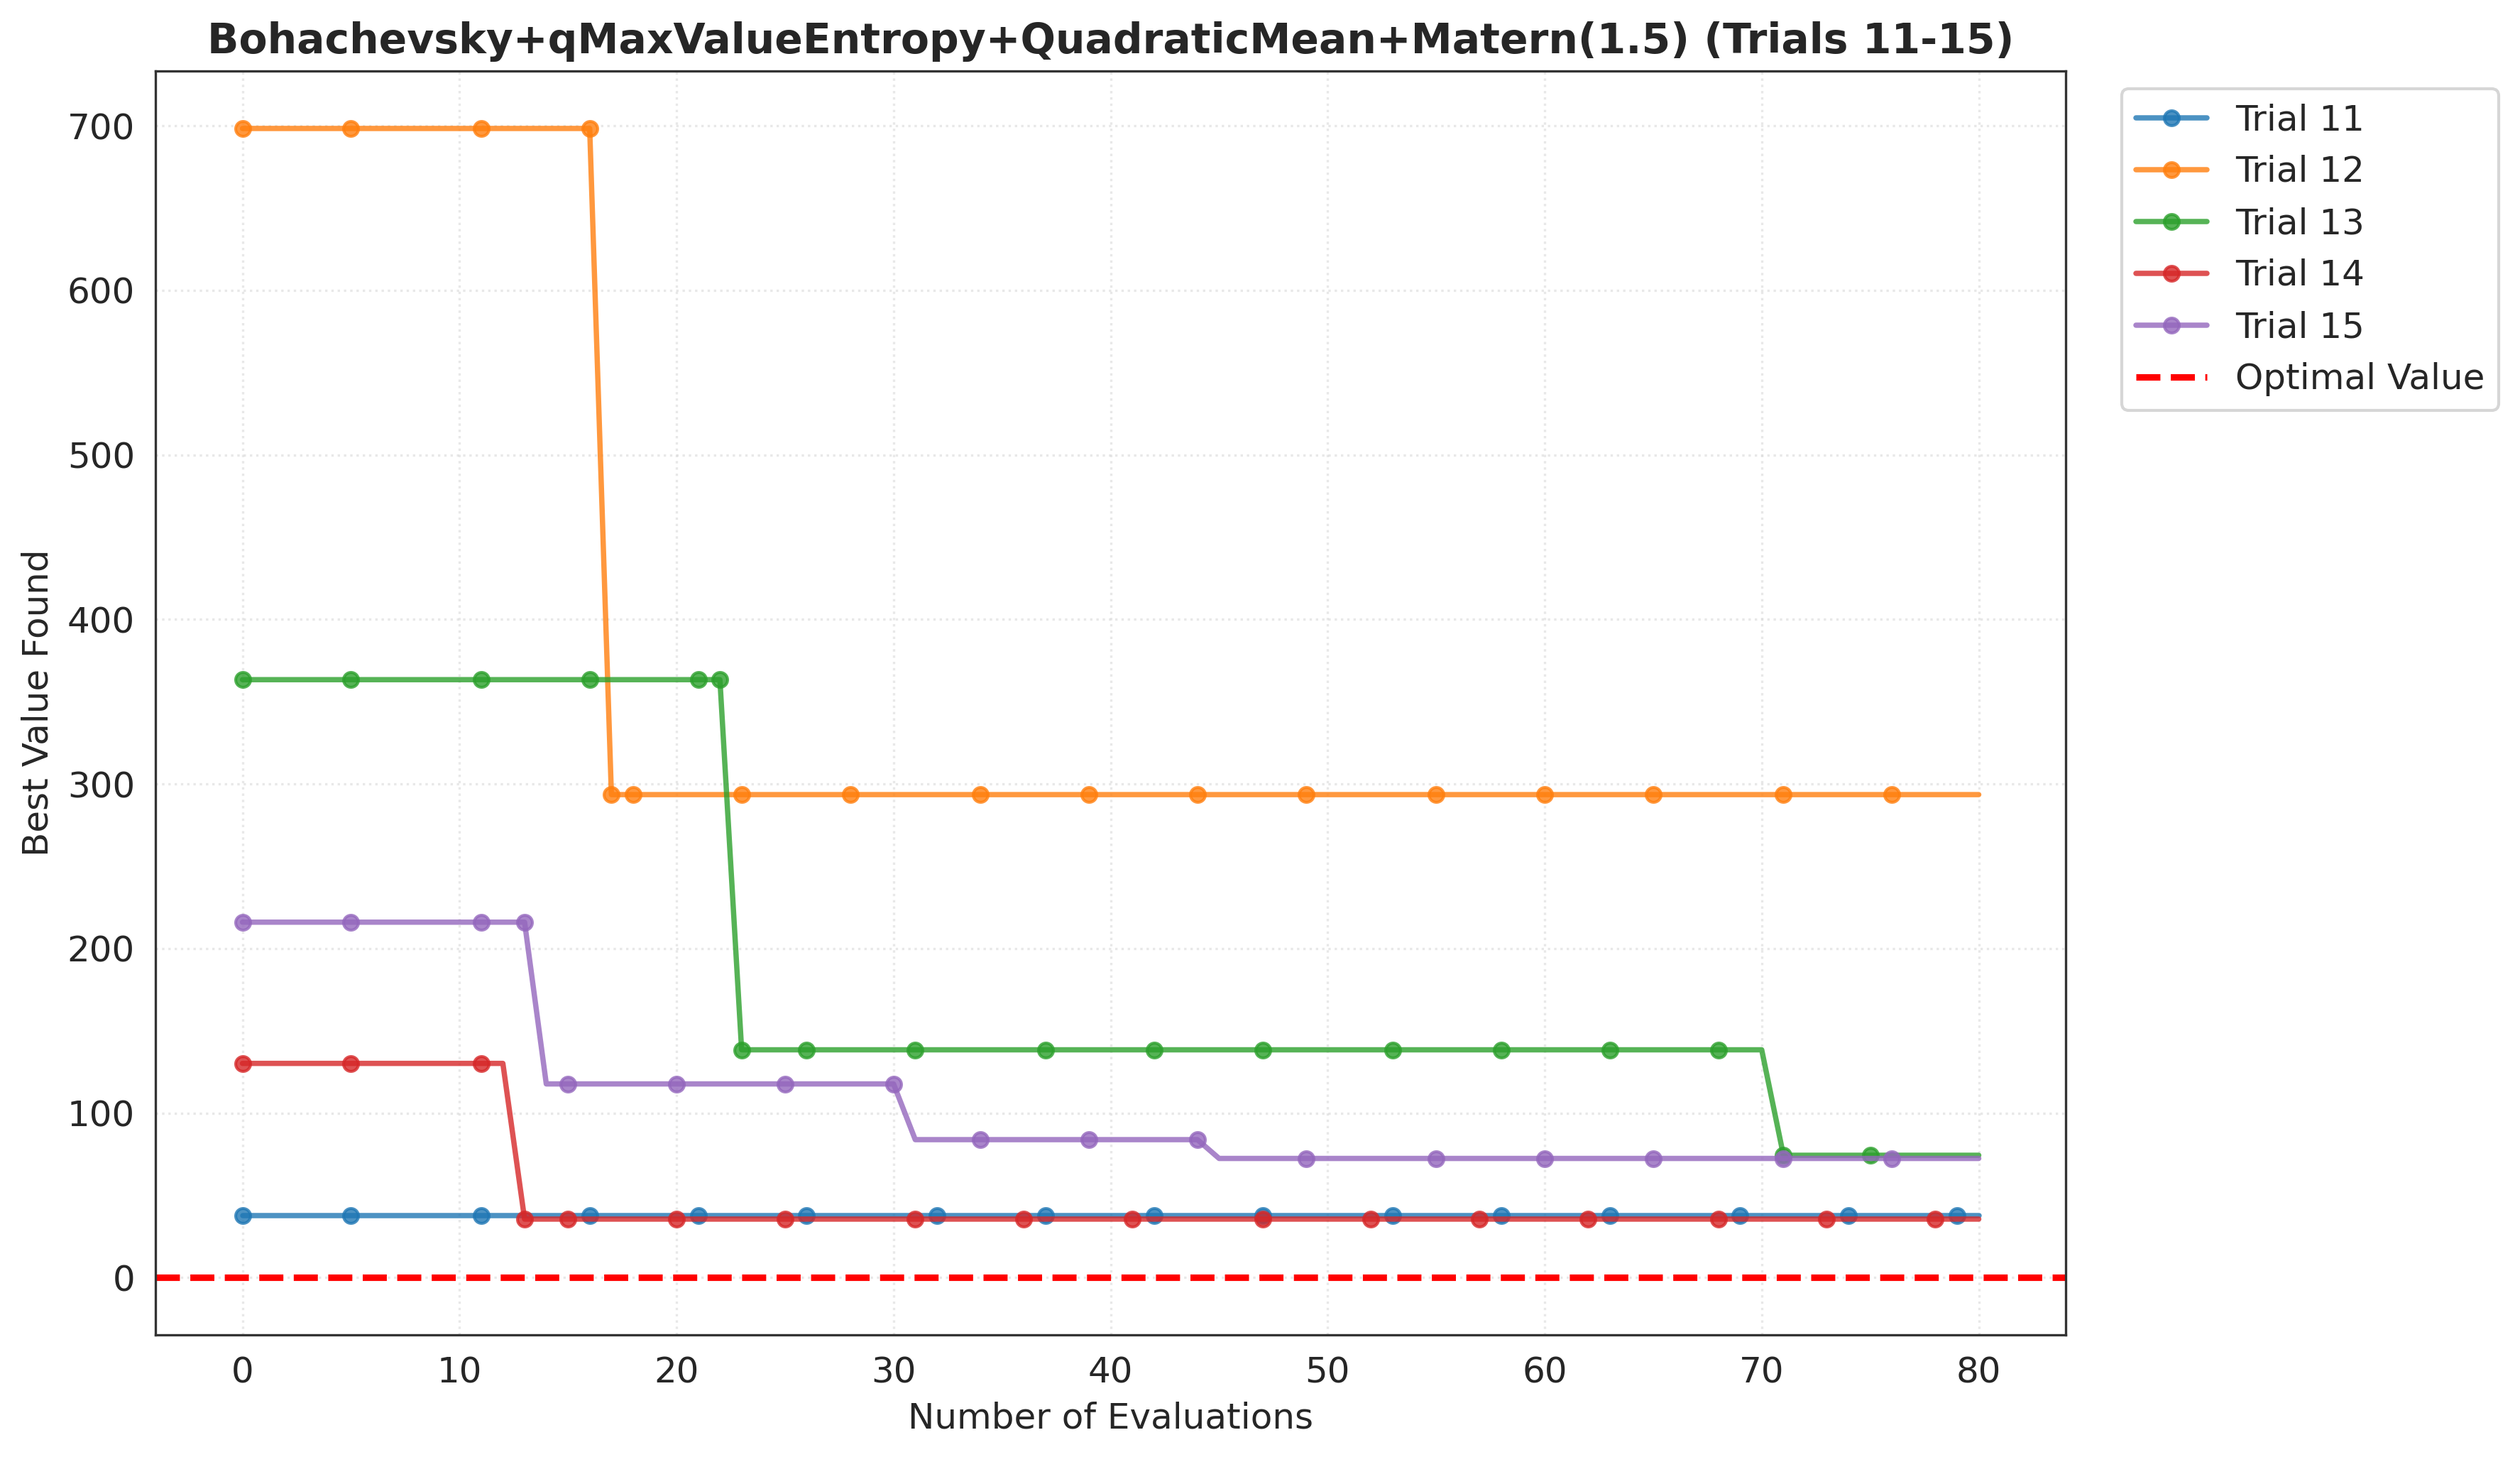 Bohachevsky+qMaxValueEntropy+QuadraticMean+Matern(1.5) (Trials 11-15)
Best Value Found
700
600
500
400
300
200
100
0
0 10 20 30 40 50 60 70 80
Number of Evaluations
Trial 11
Trial 12
Trial 13
Trial 14
Trial 15
Optimal Value